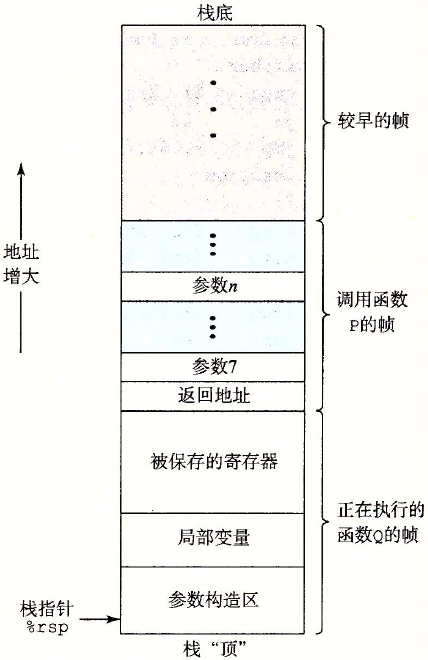 栈底
较早的帧
地址
增大
参数n
调用函数
P的帧
参数7
返回地址
被保存的寄存器
正在执行的
函数Q的帧
局部变量
参数构造区
栈指针
%rsp
栈“顶”